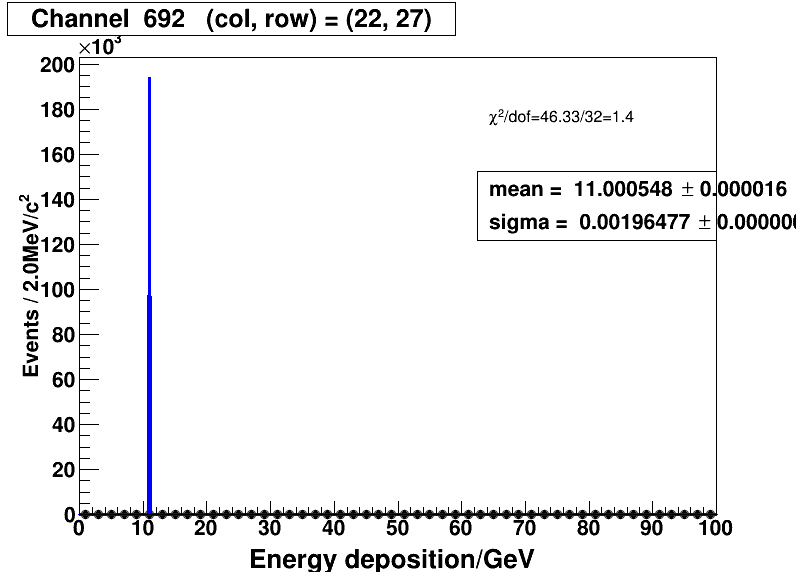 Channel 692 (col, row) = (22, 27)
×10³
200
180
160
140
120
100
80
60
40
20
0
Events / 2.0MeV/c²
χ²/dof=46.33/32=1.4
mean = 11.000548 ± 0.000016
sigma = 0.00196477 ± 0.00000
0 10 20 30 40 50 60 70 80 90 100
Energy deposition/GeV